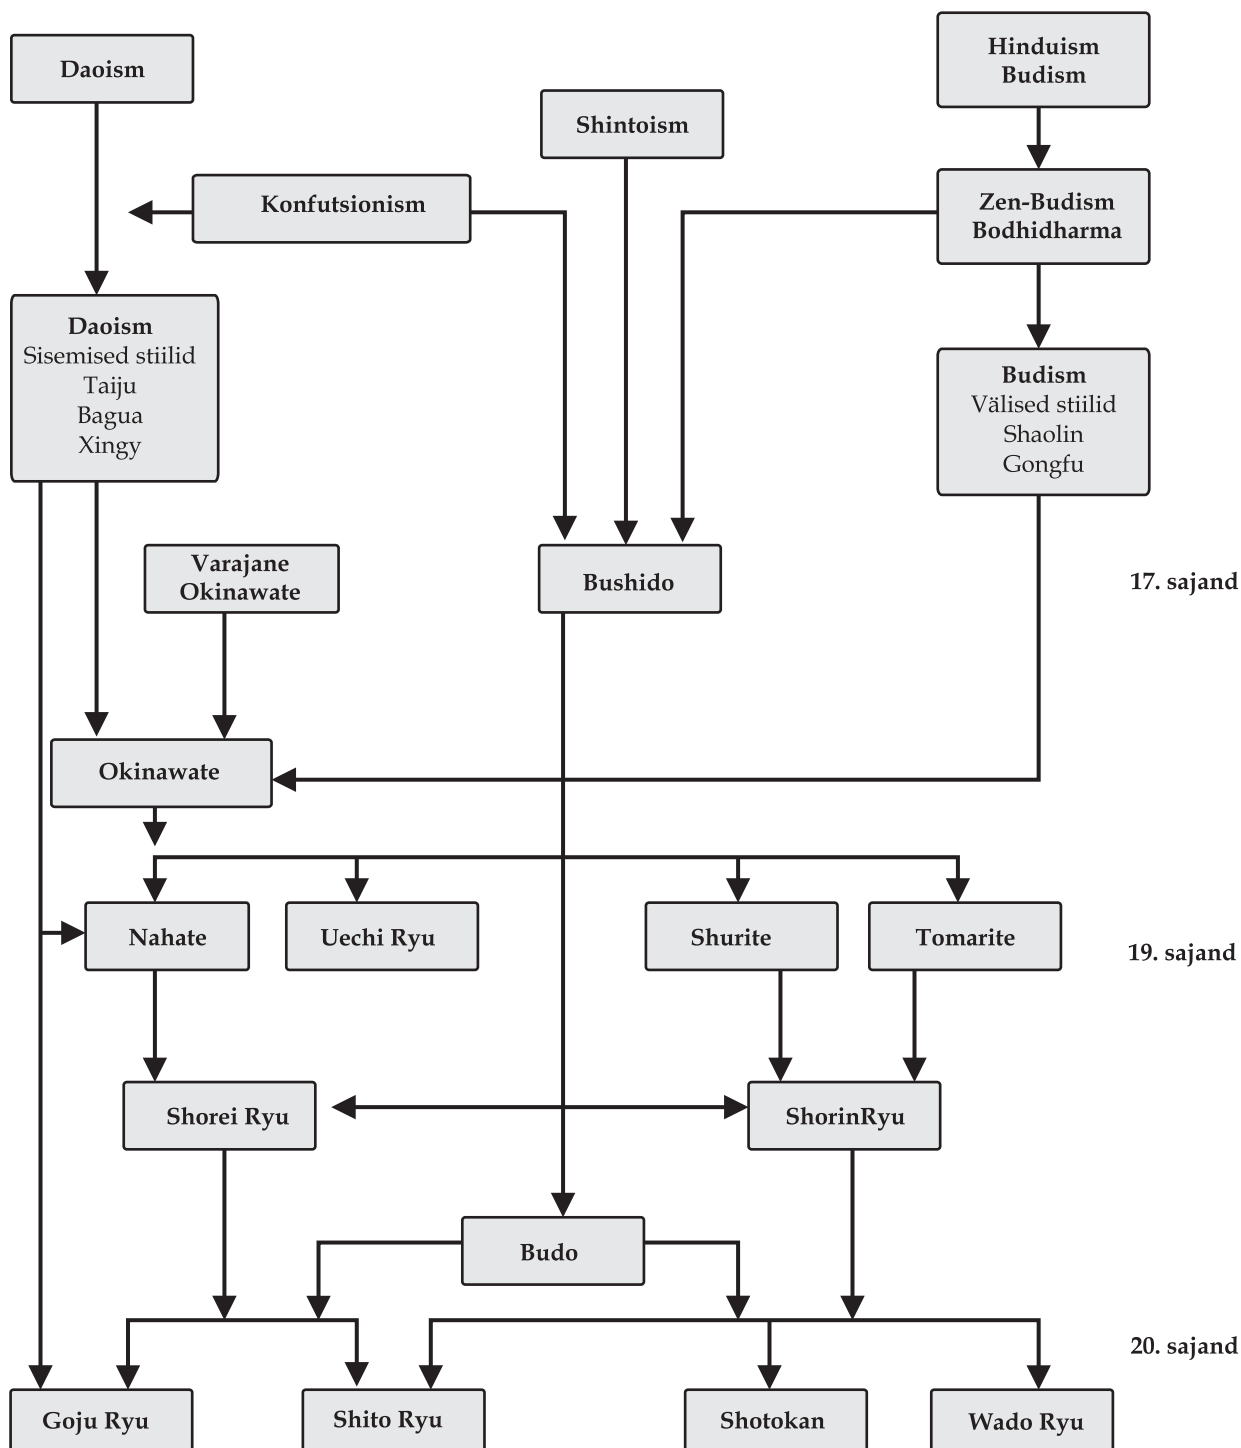 Daoism
Hinduism
Budism
Shintoism
Konfutsionism
Zen-Budism
Bodhidharma
Daoism
Sisemised stiilid
Taiju
Bagua
Xingy
Budism
Välised stiilid
Shaolin
Gongfu
Varajane
Okinawate
Bushido
17. sajand
Okinawate
Nahate
Uechi Ryu
Shurite
Tomarite
19. sajand
Shorei Ryu
ShorinRyu
Budo
20. sajand
Goju Ryu
Shito Ryu
Shotokan
Wado Ryu